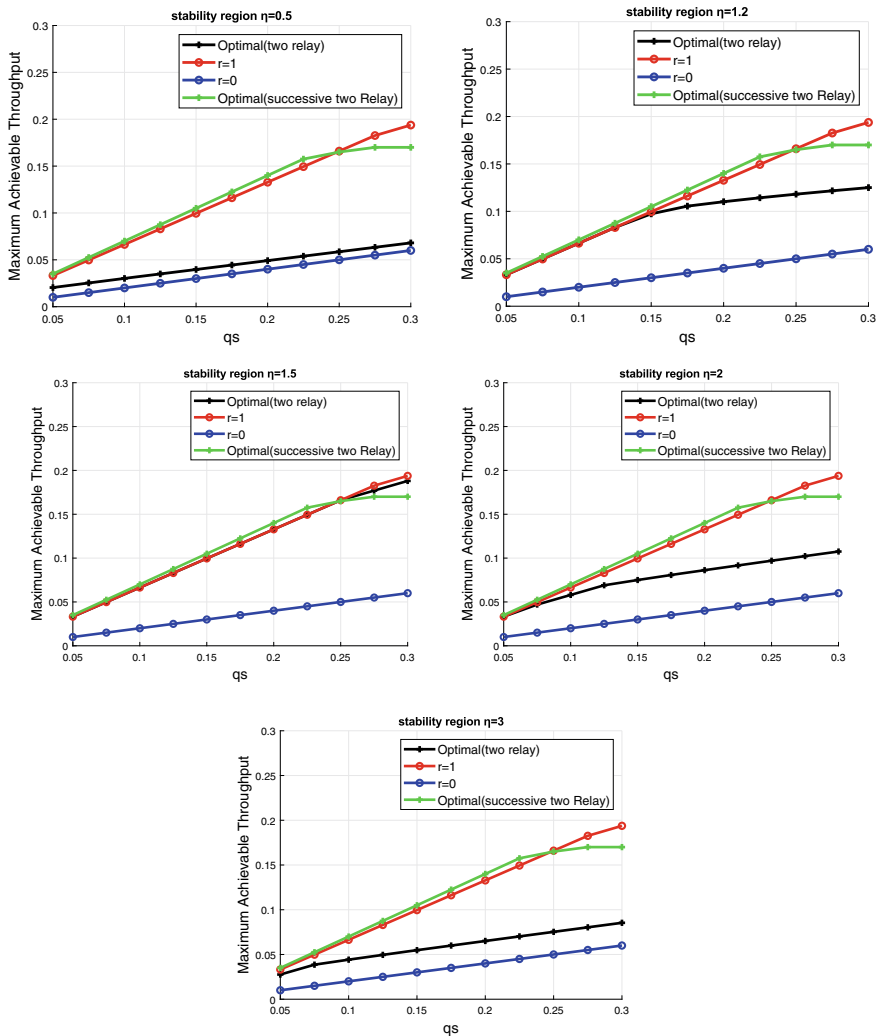 stability region η=0.5
Maximum Achievable Throughput
0.3
0.25
0.2
0.15
0.1
0.05
0
Optimal(two relay)
r=1
r=0
Optimal(successive two Relay)
0.05 0.1 0.15 0.2 0.25 0.3
qs
stability region η=1.2
Maximum Achievable Throughput
0.3
0.25
0.2
0.15
0.1
0.05
0
Optimal(two relay)
r=1
r=0
Optimal(successive two Relay)
0.05 0.1 0.15 0.2 0.25 0.3
qs
stability region η=1.5
Maximum Achievable Throughput
0.3
0.25
0.2
0.15
0.1
0.05
0
Optimal(two relay)
r=1
r=0
Optimal(successive two Relay)
0.05 0.1 0.15 0.2 0.25 0.3
qs
stability region η=2
Maximum Achievable Throughput
0.3
0.25
0.2
0.15
0.1
0.05
0
Optimal(two relay)
r=1
r=0
Optimal(successive two Relay)
0.05 0.1 0.15 0.2 0.25 0.3
qs
stability region η=3
Maximum Achievable Throughput
0.3
0.25
0.2
0.15
0.1
0.05
0
Optimal(two relay)
r=1
r=0
Optimal(successive two Relay)
0.05 0.1 0.15 0.2 0.25 0.3
qs